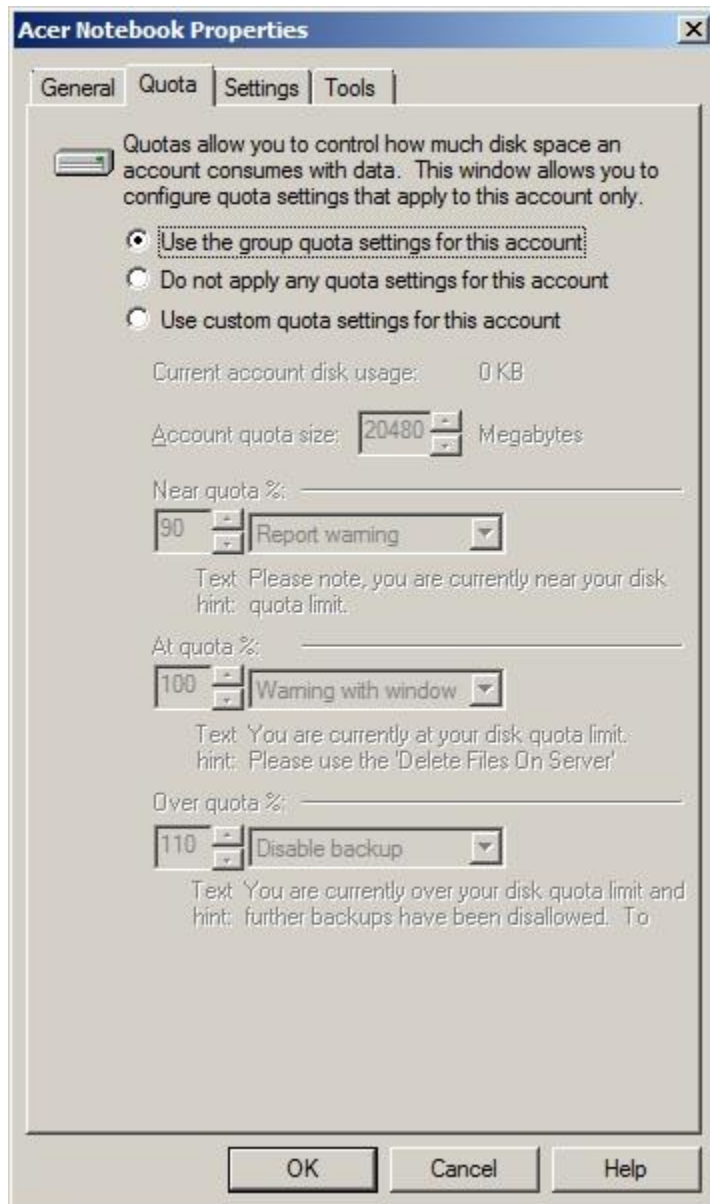 Acer Notebook Properties
General Quota Settings Tools
Quotas allow you to control how much disk space an
account consumes with data. This window allows you to
configure quota settings that apply to this account only.
Use the group quota settings for this account
Do not apply any quota settings for this account
Use custom quota settings for this account
Current account disk usage: 0 KB
Account quota size: 20480 Megabytes
Near quota %:
90 Report warning
Text Please note, you are currently near your disk
hint: quota limit.
At quota %:
100 Warning with window
Text You are currently at your disk quota limit.
hint: Please use the 'Delete Files On Server'
Over quota %:
110 Disable backup
Text You are currently over your disk quota limit and
hint: further backups have been disallowed. To
OK Cancel Help